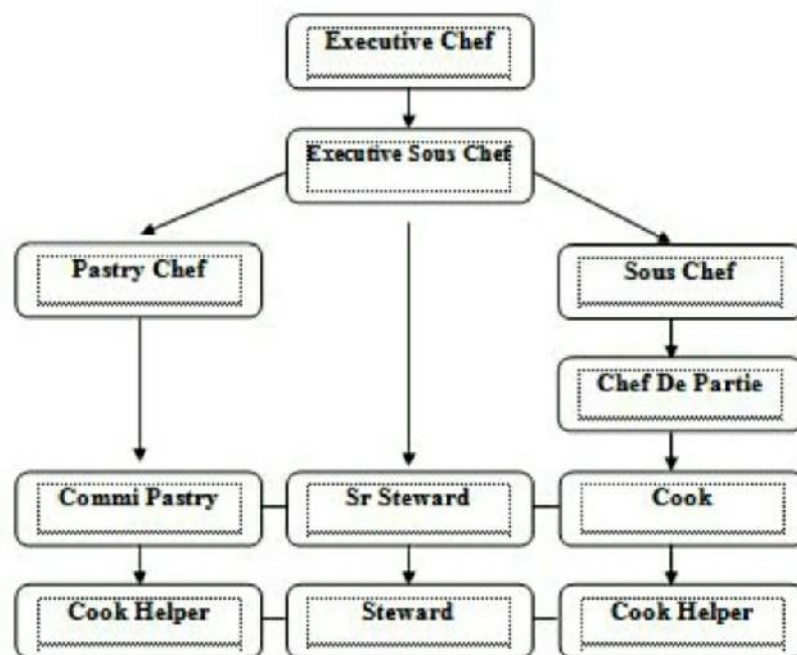 Executive Chef
Executive Sous Chef
Pastry Chef
Sous Chef
Chef De Partie
Commi Pastry
Sr Steward
Cook
Cook Helper
Steward
Cook Helper